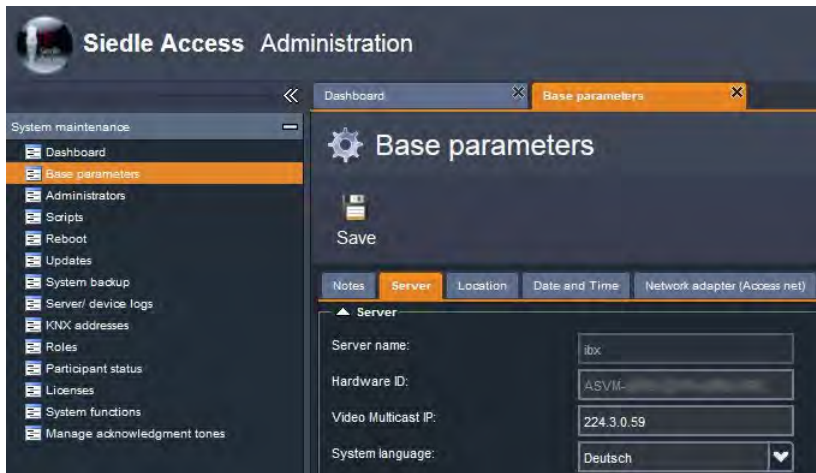 Siedle Access Administration
Dashboard
Base parameters
System maintenance
Dashboard
Base parameters
Administrators
Scripts
Reboot
Updates
System backup
Server/ device logs
KNX addresses
Roles
Participant status
Licenses
System functions
Manage acknowledgment tones
Base parameters
Save
Notes
Server
Location
Date and Time
Network adapter (Access net)
Server
Server name:
ibx
Hardware ID:
ASVM-
Video Multicast IP:
224.3.0.59
System language:
Deutsch